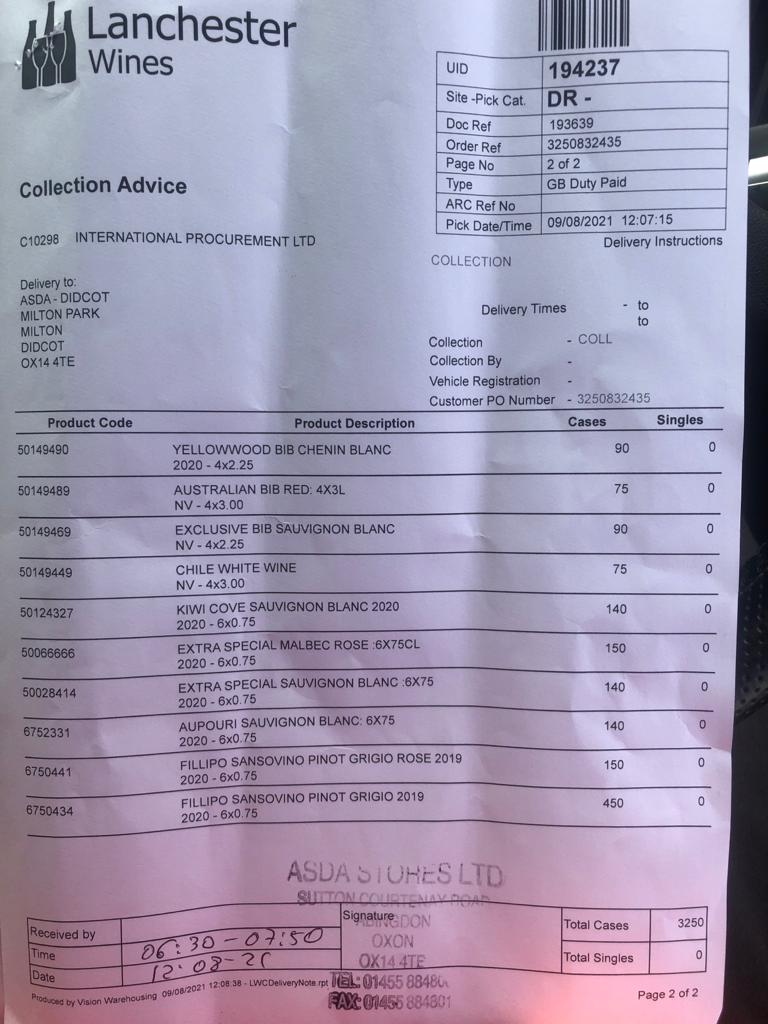 Lanchester
Wines
UID 194237
Site -Pick Cat. DR -
Doc Ref 193639
Order Ref 3250832435
Page No 2 of 2
Type GB Duty Paid
ARC Ref No
Pick Date/Time 09/08/2021 12:07:15
Collection Advice
C10298 INTERNATIONAL PROCUREMENT LTD
Delivery Instructions
COLLECTION
Delivery to:
ASDA - DIDCOT
MILTON PARK
MILTON
DIDCOT
OX14 4TE
Delivery Times - to
to
Collection - COLL
Collection By -
Vehicle Registration -
Customer PO Number - 3250832435
Product Code Product Description Cases Singles
50149490 YELLOWWOOD BIB CHENIN BLANC 90 0
2020 - 4x2.25
50149489 AUSTRALIAN BIB RED: 4X3L 75 0
NV - 4x3.00
50149469 EXCLUSIVE BIB SAUVIGNON BLANC 90 0
NV - 4x2.25
50149449 CHILE WHITE WINE 75 0
NV - 4x3.00
50124327 KIWI COVE SAUVIGNON BLANC 2020 140 0
2020 - 6x0.75
50066666 EXTRA SPECIAL MALBEC ROSE :6X75CL 150 0
2020 - 6x0.75
50028414 EXTRA SPECIAL SAUVIGNON BLANC :6X75 140 0
2020 - 6x0.75
6752331 AUPOURI SAUVIGNON BLANC: 6X75 140 0
2020 - 6x0.75
6750441 FILLIPO SANSOVINO PINOT GRIGIO ROSE 2019 150 0
2020 - 6x0.75
6750434 FILLIPO SANSOVINO PINOT GRIGIO 2019 450 0
2020 - 6x0.75
ASDA STORES LTD
SUTTON COURTENAY ROAD
ABINGDON
OXON
OX14 4TE
TEL: 01455 88480
FAX: 01455 884801
Received by
Signature
Total Cases 3250
Time 06:30 - 07:50
Total Singles 0
Date 12-08-21
Produced by Vision Warehousing 09/08/2021 12:08:38 - LWCDeliveryNote.rpt
Page 2 of 2